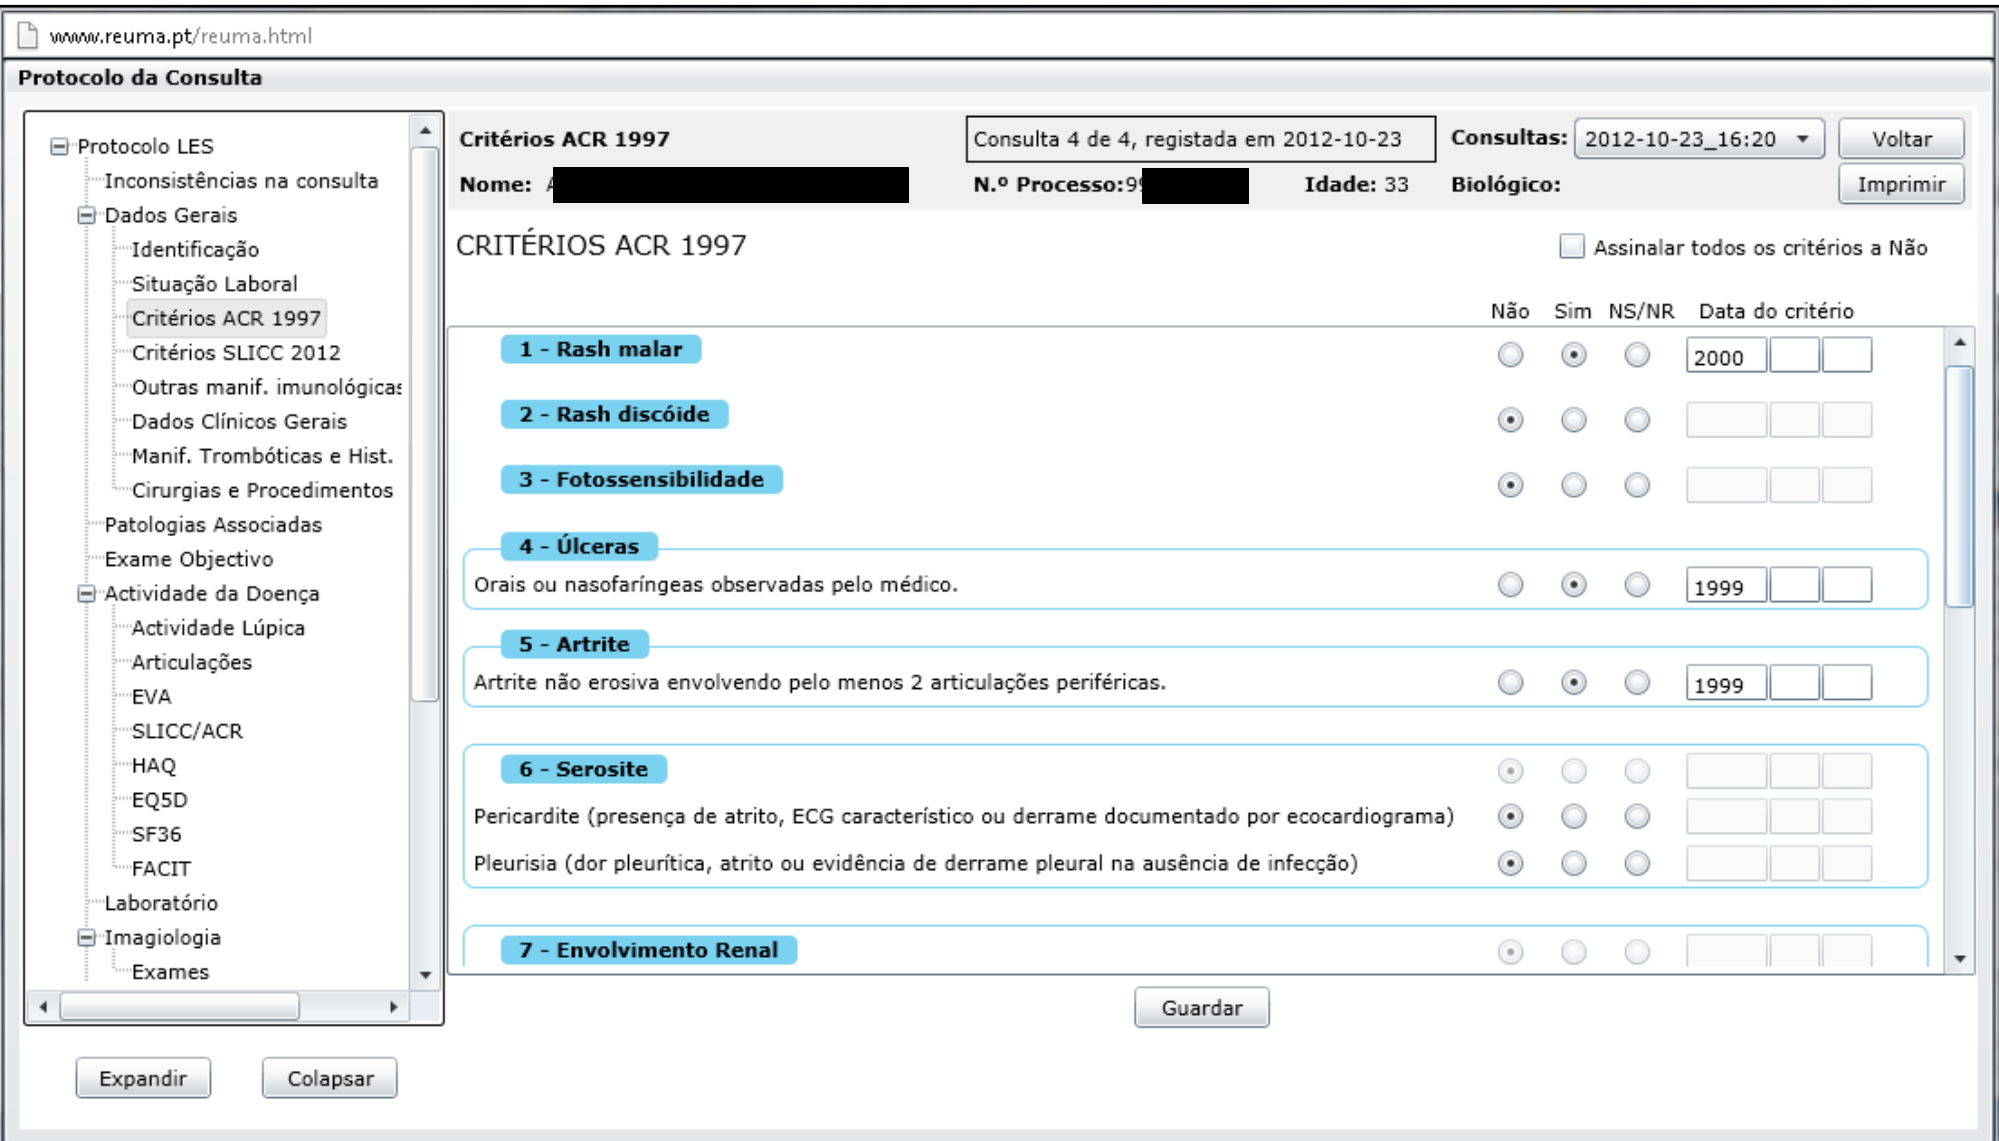 www.reuma.pt/reuma.html
Protocolo da Consulta
Protocolo LES
Inconsistências na consulta
Dados Gerais
Identificação
Situação Laboral
Critérios ACR 1997
Critérios SLICC 2012
Outras manif. imunológicas
Dados Clínicos Gerais
Manif. Trombóticas e Hist.
Cirurgias e Procedimentos
Patologias Associadas
Exame Objectivo
Actividade da Doença
Actividade Lúpica
Articulações
EVA
SLICC/ACR
HAQ
EQ5D
SF36
FACIT
Laboratório
Imagiologia
Exames
Expandir Colapsar
Critérios ACR 1997 Consulta 4 de 4, registada em 2012-10-23 Consultas: 2012-10-23_16:20 Voltar
Nome: N.º Processo: Idade: 33 Biológico: Imprimir
CRITÉRIOS ACR 1997 Assinalar todos os critérios a Não
Não Sim NS/NR Data do critério
1 - Rash malar 2000
2 - Rash discóide
3 - Fotossensibilidade
4 - Úlceras
Orais ou nasofaríngeas observadas pelo médico. 1999
5 - Artrite
Artrite não erosiva envolvendo pelo menos 2 articulações periféricas. 1999
6 - Serosite
Pericardite (presença de atrito, ECG característico ou derrame documentado por ecocardiograma)
Pleurisia (dor pleurítica, atrito ou evidência de derrame pleural na ausência de infecção)
7 - Envolvimento Renal
Guardar